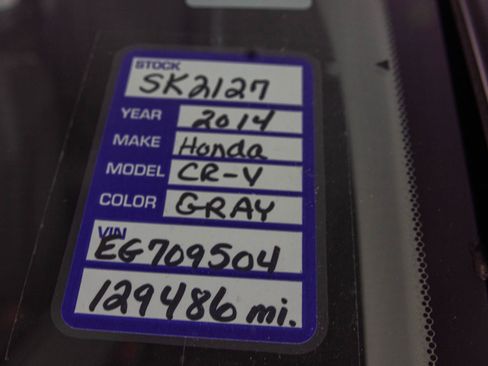 STOCK
SK2127
YEAR 2014
MAKE Honda
MODEL CR-V
COLOR GRAY
VIN
EG709504
129486 mi.